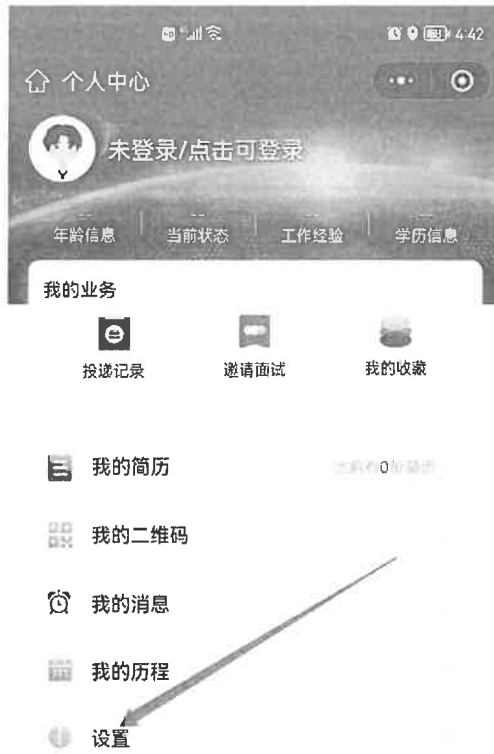 4:42
个人中心
未登录/点击可登录
年龄信息 当前状态 工作经验 学历信息
我的业务
投递记录 邀请面试 我的收藏
我的简历
我的二维码
我的消息
我的历程
设置